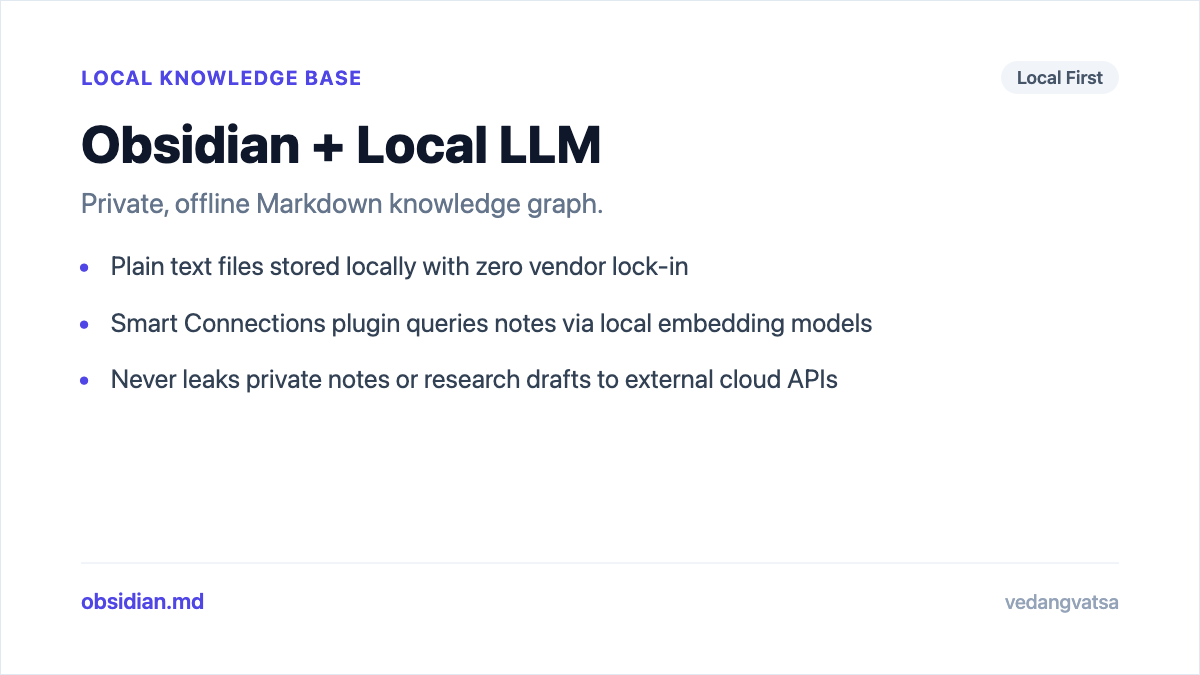 LOCAL KNOWLEDGE BASE
Local First
Obsidian + Local LLM
Private, offline Markdown knowledge graph.
• Plain text files stored locally with zero vendor lock-in
• Smart Connections plugin queries notes via local embedding models
• Never leaks private notes or research drafts to external cloud APIs
obsidian.md
vedangvatsa